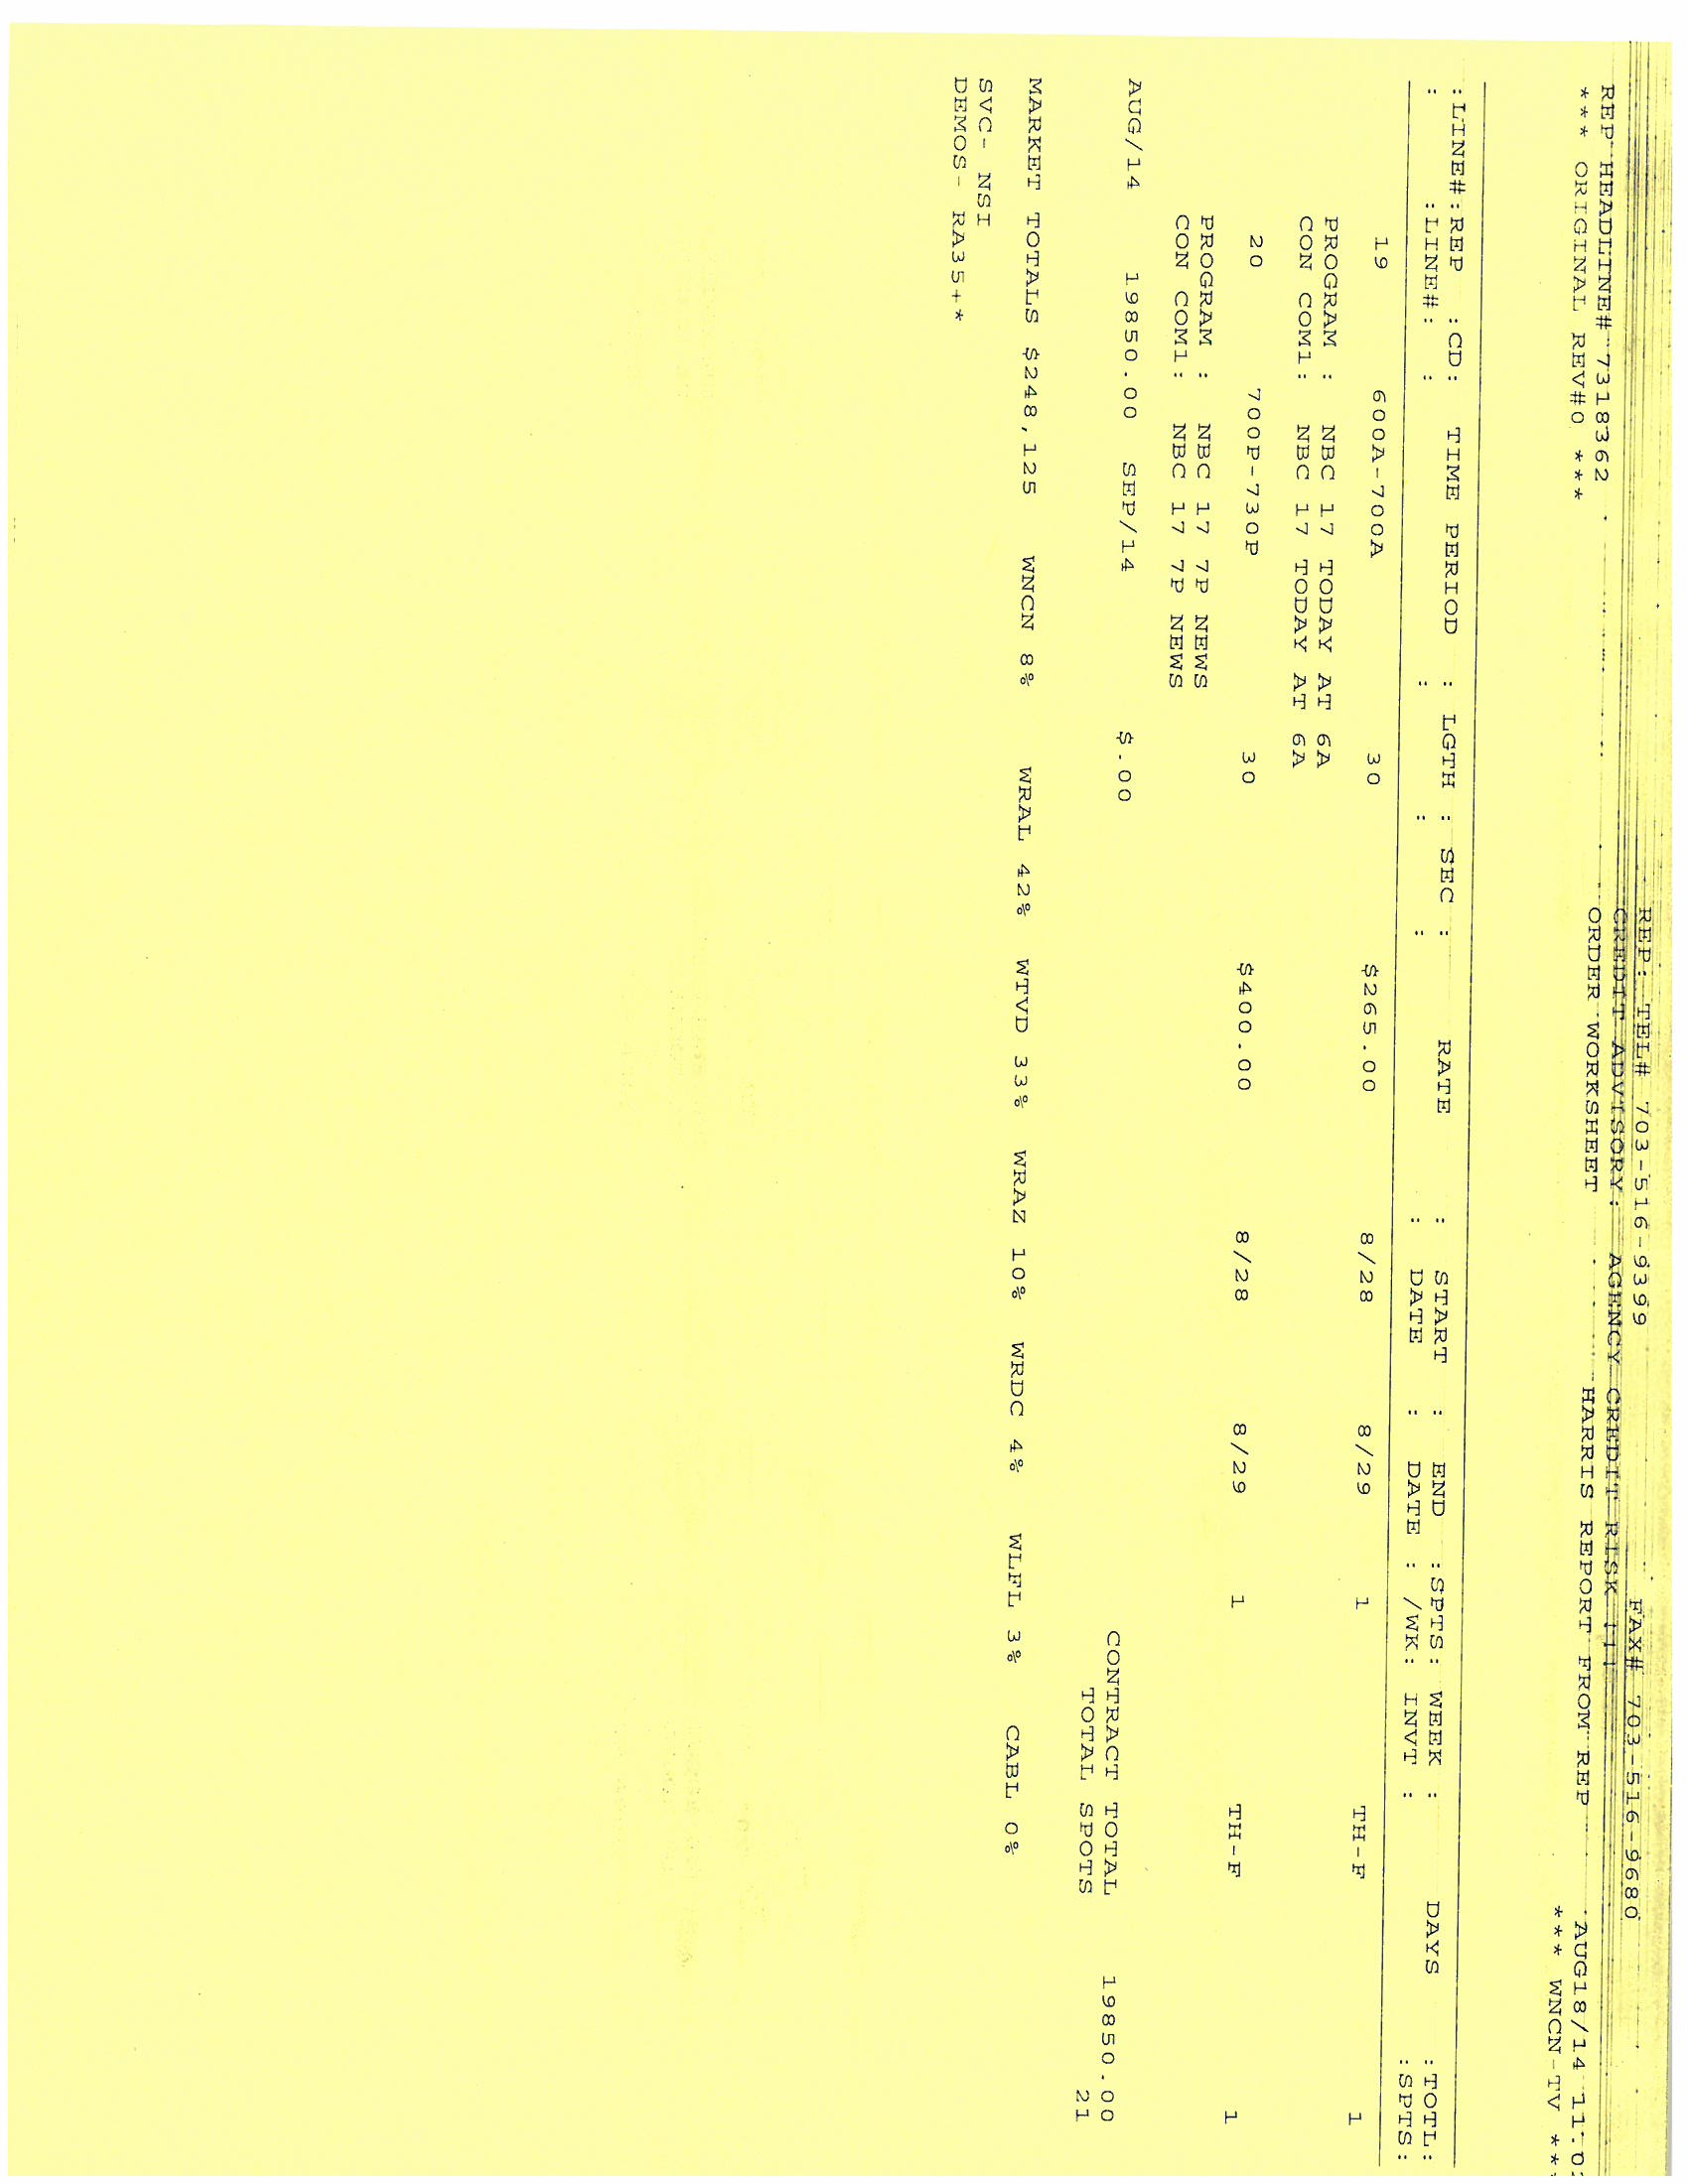 REP: TEL# 703-516-9399 FAX# 703-516-9680
CREDIT ADVISORY: AGENCY CREDIT RISK !!!
REP HEADLINE# 7318362 ORDER WORKSHEET HARRIS REPORT FROM REP AUG18/14 11:02
*** ORIGINAL REV#0 *** *** WNCN-TV ***
:LINE#:REP :CD: TIME PERIOD : LGTH : SEC : RATE : START : END :SPTS: WEEK : DAYS :TOTL:
: :LINE#: : : : : : DATE : DATE : /WK: INVT : :SPTS:
19 600A-700A 30 $265.00 8/28 8/29 1 TH-F 1
PROGRAM : NBC 17 TODAY AT 6A
CON COM1: NBC 17 TODAY AT 6A
20 700P-730P 30 $400.00 8/28 8/29 1 TH-F 1
PROGRAM : NBC 17 7P NEWS
CON COM1: NBC 17 7P NEWS
AUG/14 19850.00 SEP/14 $.00
CONTRACT TOTAL 19850.00
TOTAL SPOTS 21
MARKET TOTALS $248,125 WNCN 8% WRAL 42% WTVD 33% WRAZ 10% WRDC 4% WLFL 3% CABL 0%
SVC- NSI
DEMOS- RA35+*